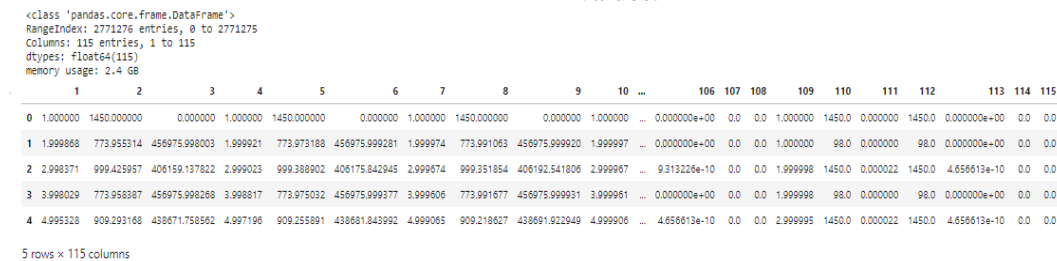 <class 'pandas.core.frame.DataFrame'>
RangeIndex: 2771276 entries, 0 to 2771275
Columns: 115 entries, 1 to 115
dtypes: float64(115)
memory usage: 2.4 GB
1 2 3 4 5 6 7 8 9 10 ... 106 107 108 109 110 111 112 113 114 115
0 1.000000 1450.000000 0.000000 1.000000 1450.000000 0.000000 1.000000 1450.000000 0.000000 1.000000 ... 0.000000e+00 0.0 0.0 1.000000 1450.0 0.000000 1450.0 0.000000e+00 0.0 0.0
1 1.999868 773.955314 456975.998003 1.999921 773.973188 456975.999281 1.999974 773.991063 456975.999920 1.999997 ... 0.000000e+00 0.0 0.0 1.000000 98.0 0.000000 98.0 0.000000e+00 0.0 0.0
2 2.998371 999.425957 406159.137822 2.999023 999.388902 406175.842945 2.999674 999.351854 406192.541806 2.999967 ... 9.313226e-10 0.0 0.0 1.999998 1450.0 0.000022 1450.0 4.656613e-10 0.0 0.0
3 3.998029 773.958387 456975.998268 3.998817 773.975032 456975.999377 3.999606 773.991677 456975.999931 3.999961 ... 0.000000e+00 0.0 0.0 1.999998 98.0 0.000000 98.0 0.000000e+00 0.0 0.0
4 4.995328 909.293168 438671.758562 4.997196 909.255891 438681.843992 4.999065 909.218627 438691.922949 4.999906 ... 4.656613e-10 0.0 0.0 2.999995 1450.0 0.000022 1450.0 4.656613e-10 0.0 0.0
5 rows × 115 columns